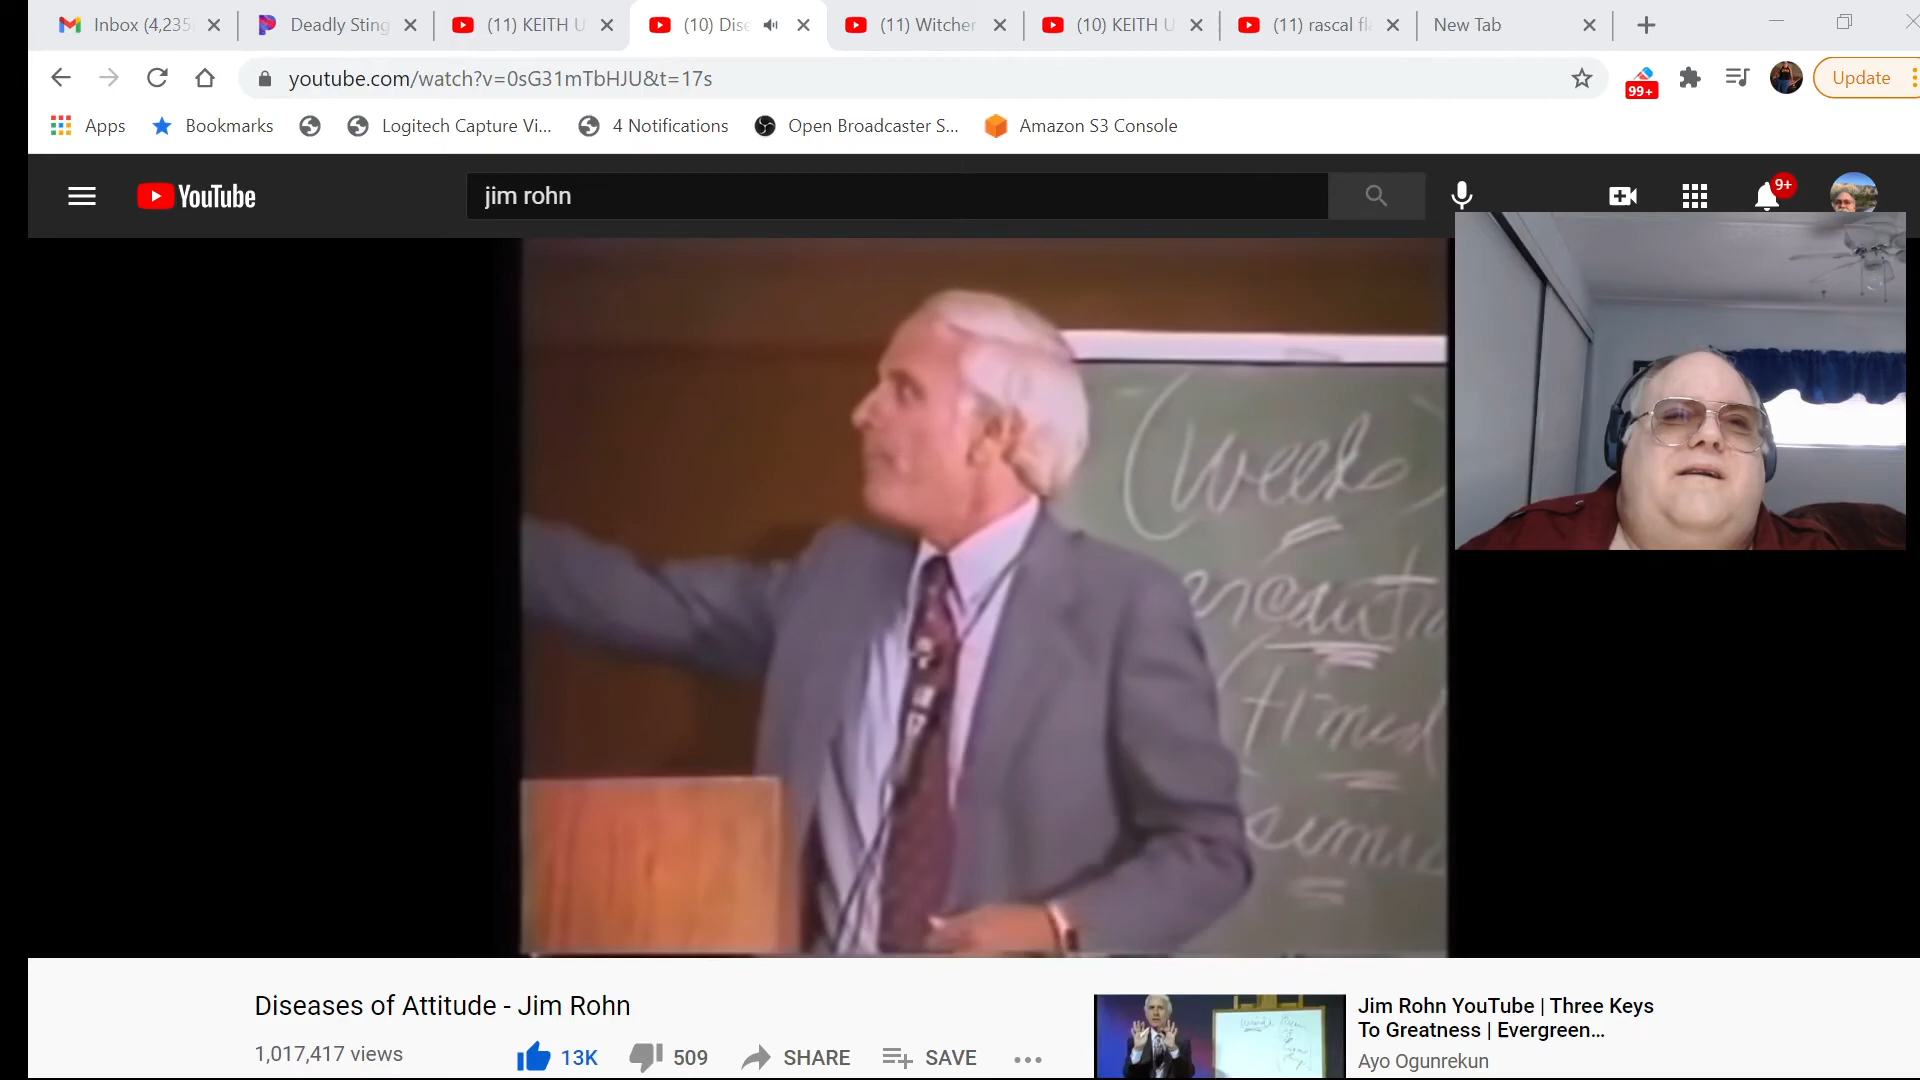 Inbox (4,235
Deadly Sting
(11) KEITH U
(10) Dise
(11) Witcher
(10) KEITH U
(11) rascal fl
New Tab
youtube.com/watch?v=0sG31mTbHJU&t=17s
99+
Update
Apps
Bookmarks
Logitech Capture Vi...
4 Notifications
Open Broadcaster S...
Amazon S3 Console
YouTube
jim rohn
9+
(weeds)
(timed
Diseases of Attitude - Jim Rohn
1,017,417 views
13K
509
SHARE
SAVE
Jim Rohn YouTube | Three Keys
To Greatness | Evergreen...
Ayo Ogunrekun